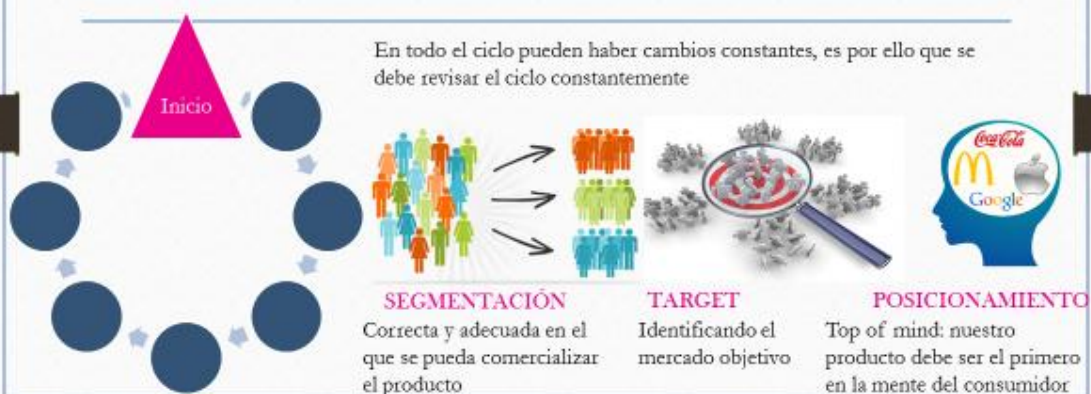 En todo el ciclo pueden haber cambios constantes, es por ello que se
debe revisar el ciclo constantemente
Inicio
Coca-Cola
Google
SEGMENTACIÓN
Correcta y adecuada en el
que se pueda comercializar
el producto
TARGET
Identificando el
mercado objetivo
POSICIONAMIENTO
Top of mind: nuestro
producto debe ser el primero
en la mente del consumidor